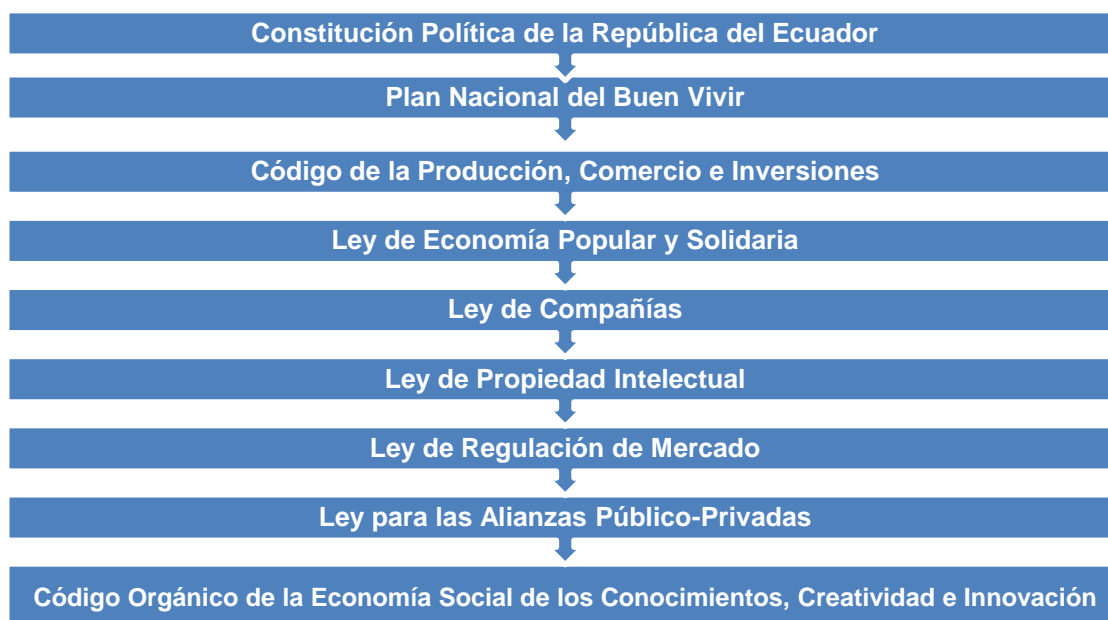 Constitución Política de la República del Ecuador
Plan Nacional del Buen Vivir
Código de la Producción, Comercio e Inversiones
Ley de Economía Popular y Solidaria
Ley de Compañías
Ley de Propiedad Intelectual
Ley de Regulación de Mercado
Ley para las Alianzas Público-Privadas
Código Orgánico de la Economía Social de los Conocimientos, Creatividad e Innovación